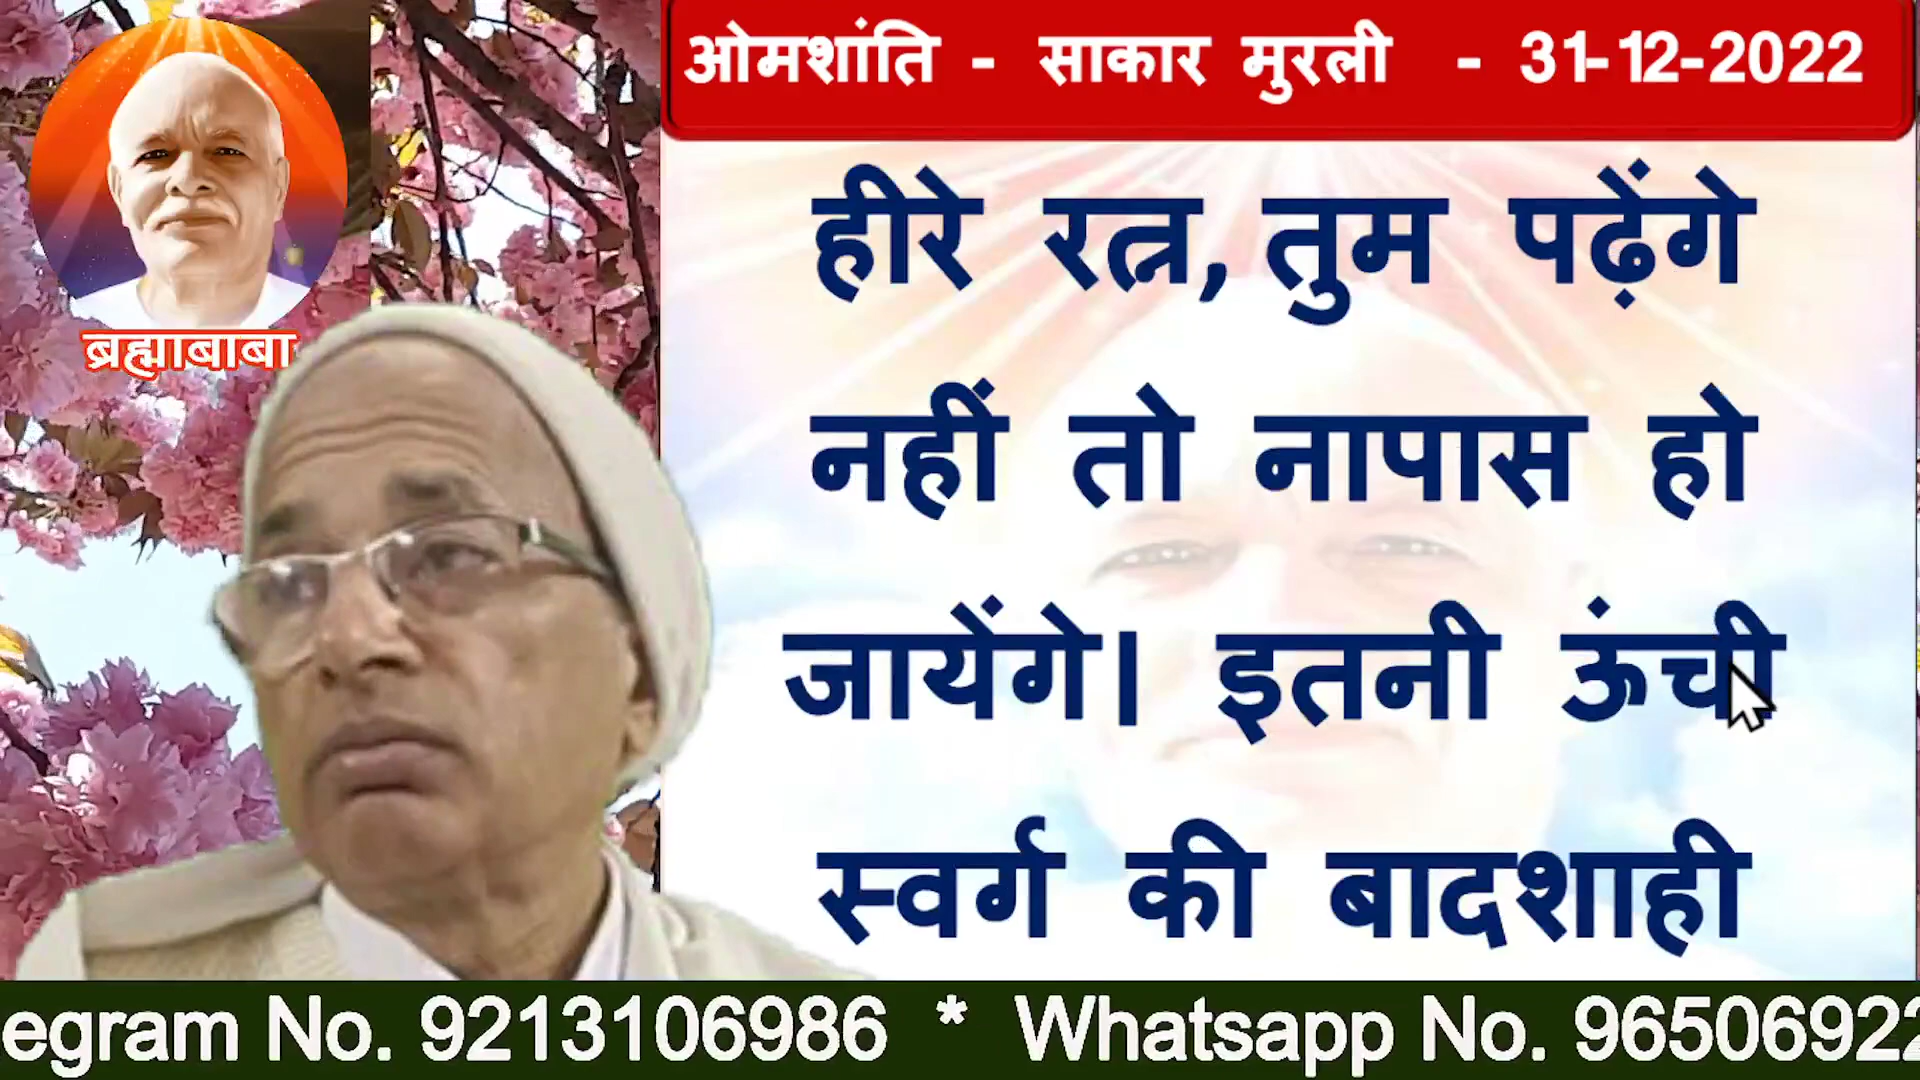 ओमशांति - साकार मुरली - 31-12-2022
ब्रह्माबाबा
हीरे रत्न, तुम पढ़ेंगे
नहीं तो नापास हो
जायेंगे। इतनी ऊंची
स्वर्ग की बादशाही
egram No. 9213106986 * Whatsapp No. 96506922